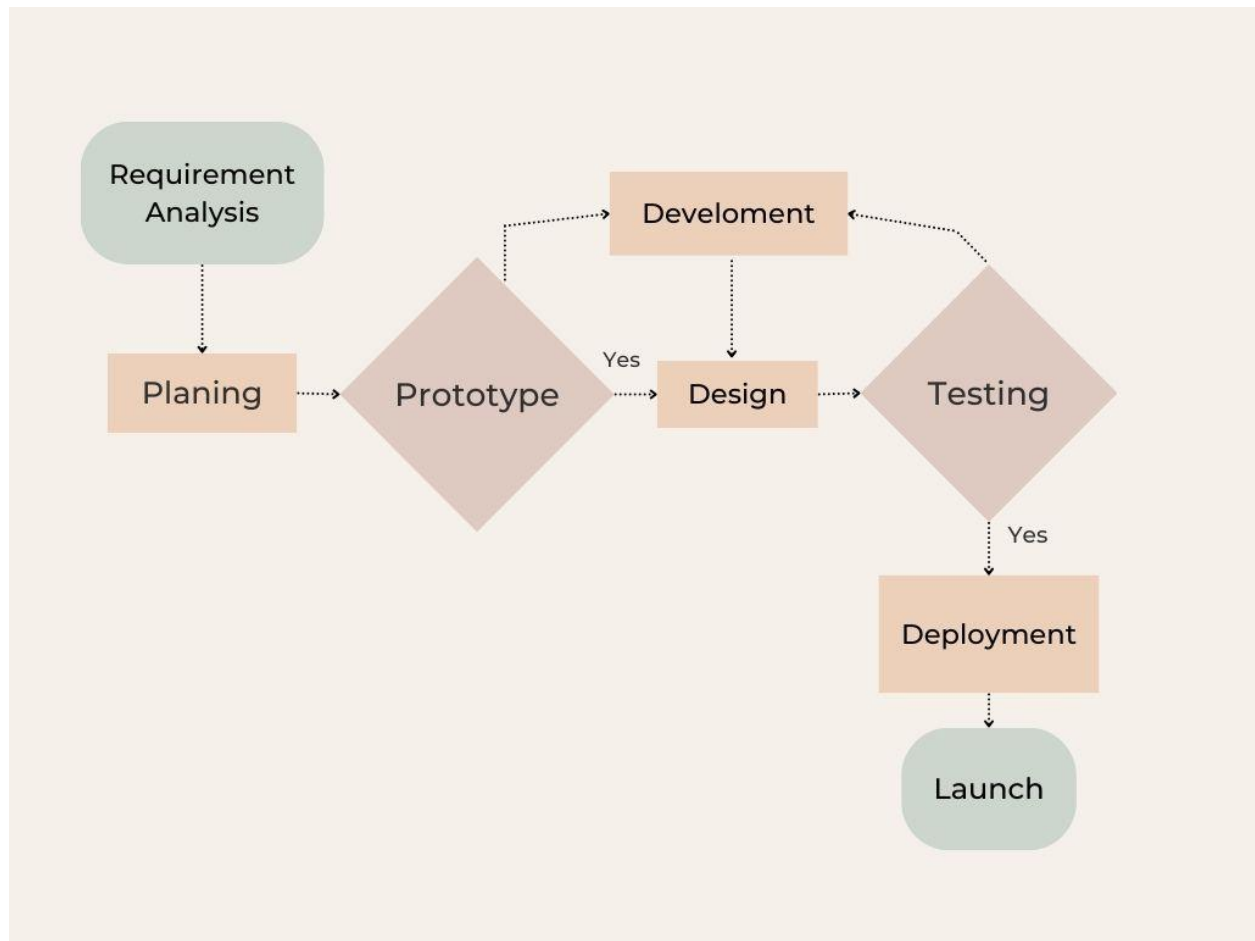 Requirement
Analysis
Planing
Prototype
Yes
Develoment
Design
Testing
Yes
Deployment
Launch